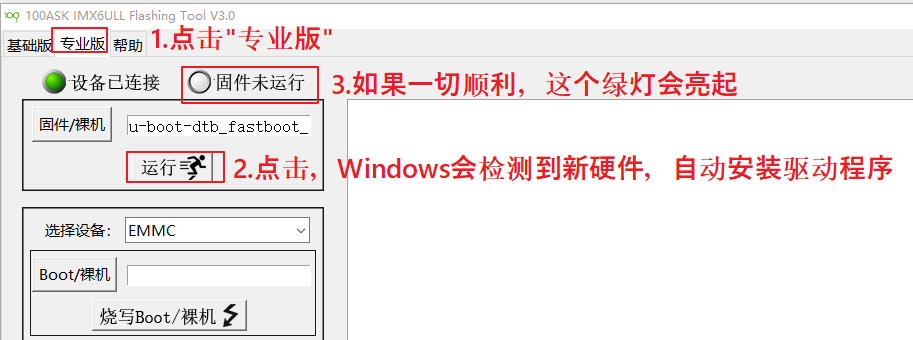 100ASK IMX6ULL Flashing Tool V3.0
基础版 专业版 帮助 1.点击"专业版"
设备已连接 固件未运行 3.如果一切顺利，这个绿灯会亮起
固件/裸机 u-boot-dtb_fastboot_
运行 2.点击，Windows会检测到新硬件，自动安装驱动程序
选择设备： EMMC
Boot/裸机
烧写Boot/裸机